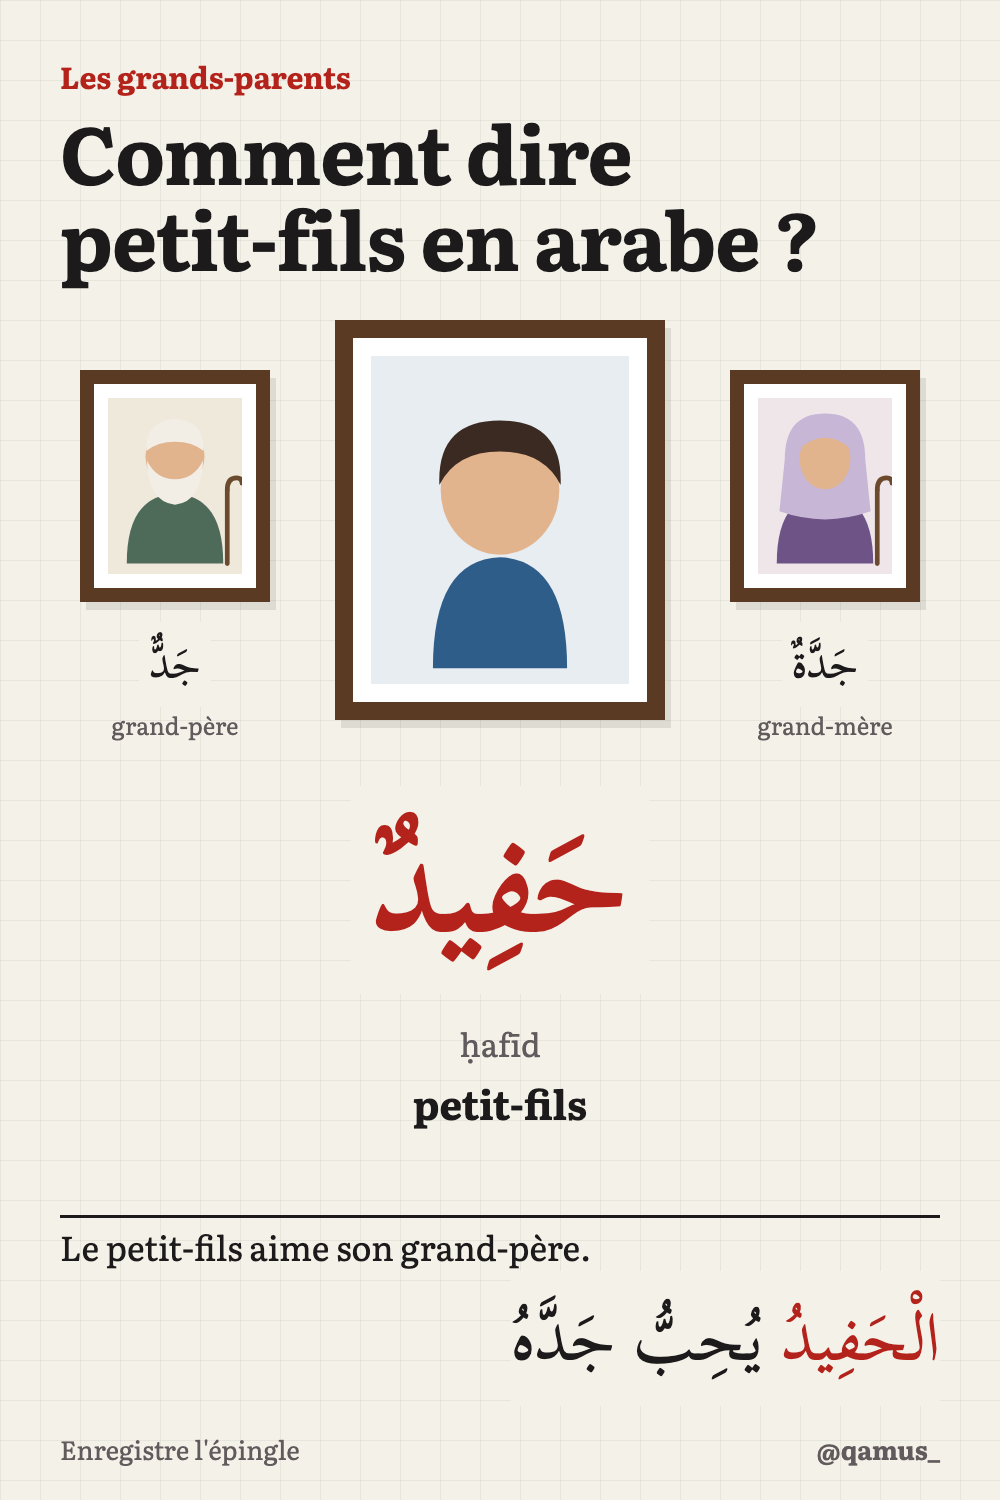 Les grands-parents
Comment dire
petit-fils en arabe ?
جَدٌّ
grand-père
جَدَّةٌ
grand-mère
حَفِيدٌ
ḥafīd
petit-fils
Le petit-fils aime son grand-père.
الْحَفِيدُ يُحِبُّ جَدَّهُ
Enregistre l'épingle
@qamus_